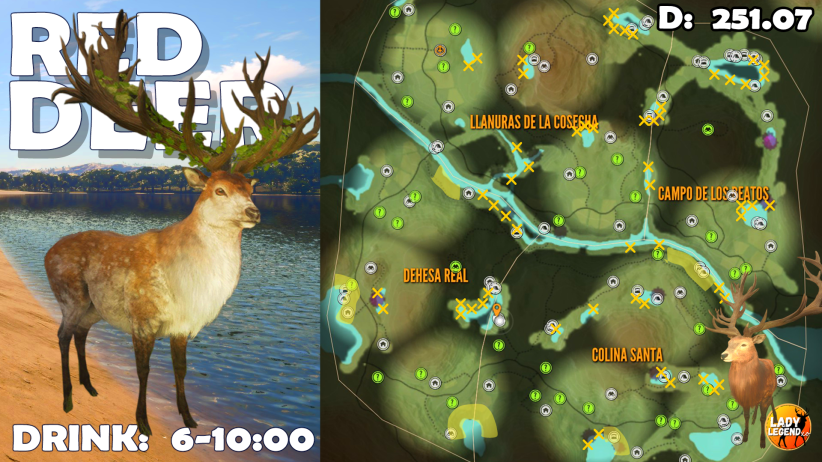 RED
DEER
DRINK: 6-10:00
D: 251.07
LLANURAS DE LA COSECHA
CAMPO DE LOS BEATOS
DEHESA REAL
COLINA SANTA
LADY
LEGEND